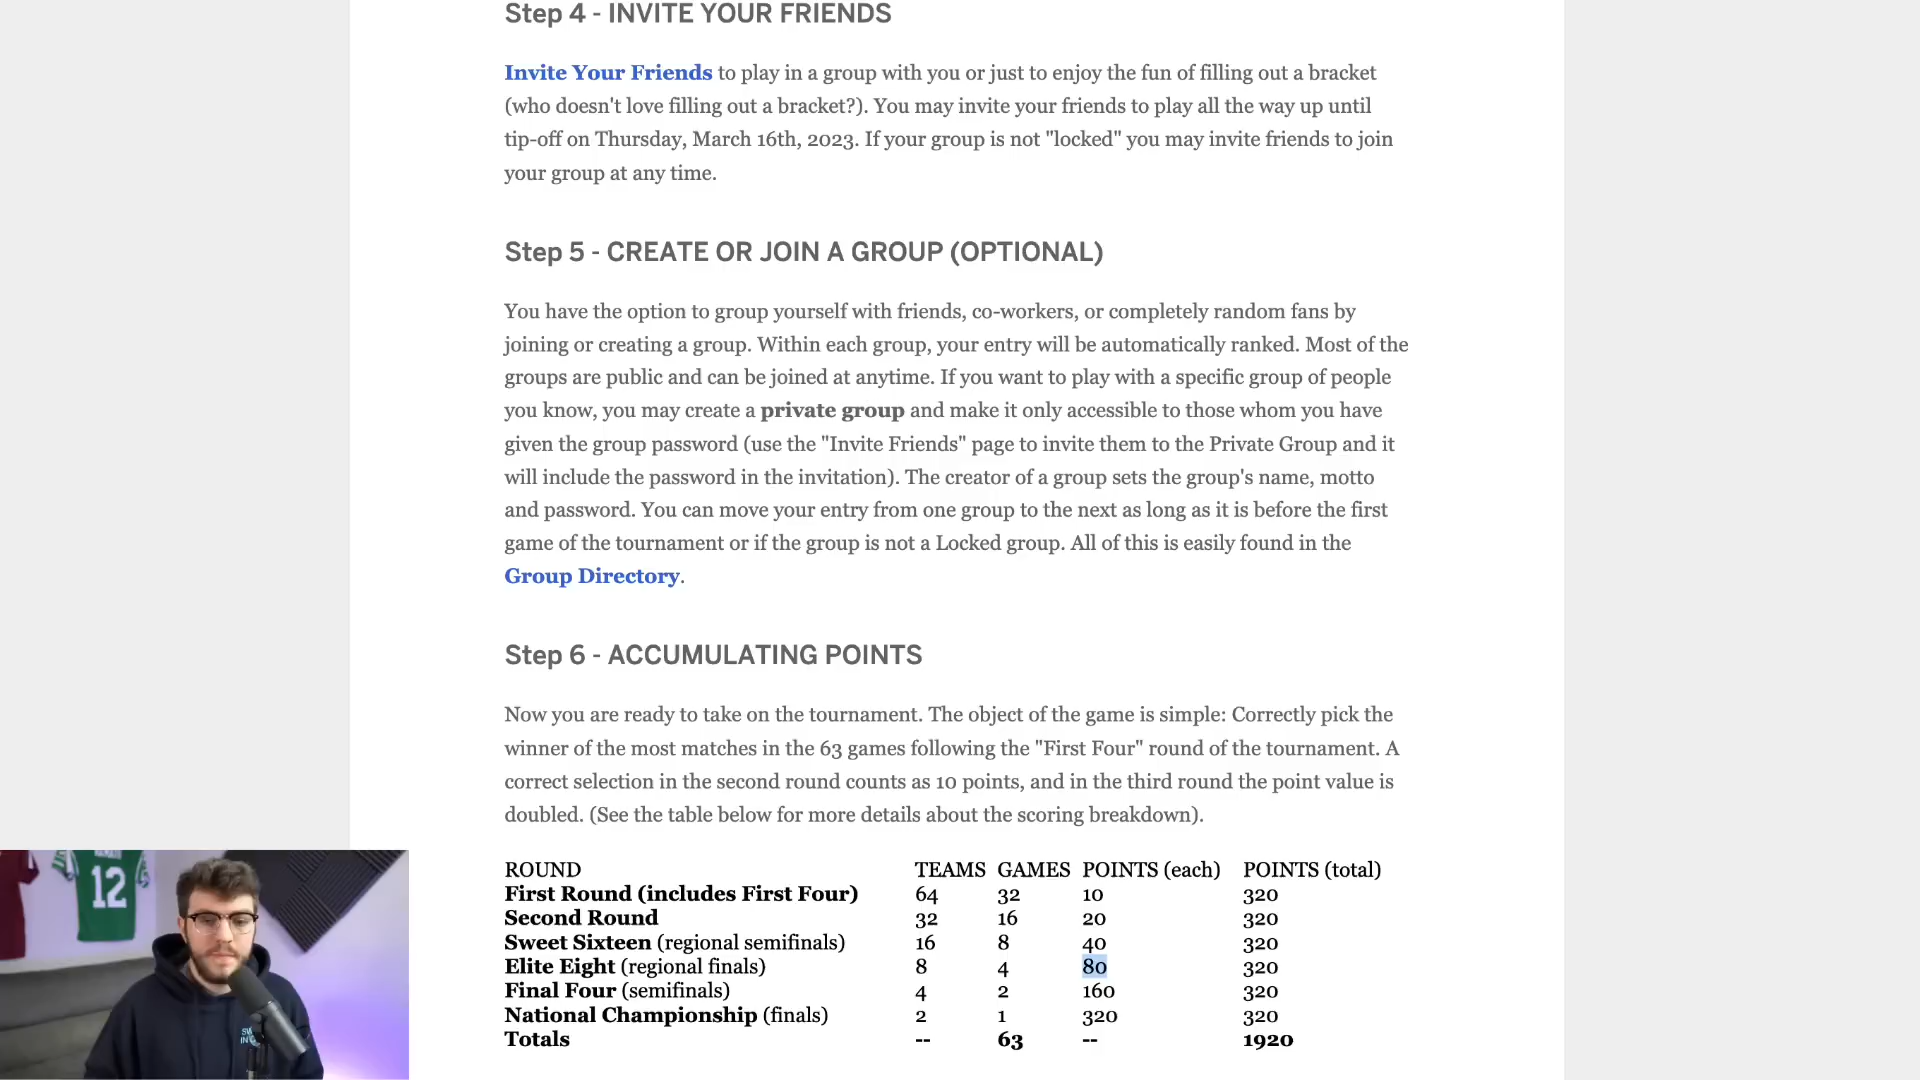 Step 4 - INVITE YOUR FRIENDS
Invite Your Friends to play in a group with you or just to enjoy the fun of filling out a bracket
(who doesn't love filling out a bracket?). You may invite your friends to play all the way up until
tip-off on Thursday, March 16th, 2023. If your group is not "locked" you may invite friends to join
your group at any time.
Step 5 - CREATE OR JOIN A GROUP (OPTIONAL)
You have the option to group yourself with friends, co-workers, or completely random fans by
joining or creating a group. Within each group, your entry will be automatically ranked. Most of the
groups are public and can be joined at anytime. If you want to play with a specific group of people
you know, you may create a private group and make it only accessible to those whom you have
given the group password (use the "Invite Friends" page to invite them to the Private Group and it
will include the password in the invitation). The creator of a group sets the group's name, motto
and password. You can move your entry from one group to the next as long as it is before the first
game of the tournament or if the group is not a Locked group. All of this is easily found in the
Group Directory.
Step 6 - ACCUMULATING POINTS
Now you are ready to take on the tournament. The object of the game is simple: Correctly pick the
winner of the most matches in the 63 games following the "First Four" round of the tournament. A
correct selection in the second round counts as 10 points, and in the third round the point value is
doubled. (See the table below for more details about the scoring breakdown).
ROUND TEAMS GAMES POINTS (each) POINTS (total)
First Round (includes First Four) 64 32 10 320
Second Round 32 16 20 320
Sweet Sixteen (regional semifinals) 16 8 40 320
Elite Eight (regional finals) 8 4 80 320
Final Four (semifinals) 4 2 160 320
National Championship (finals) 2 1 320 320
Totals -- 63 -- 1920
12